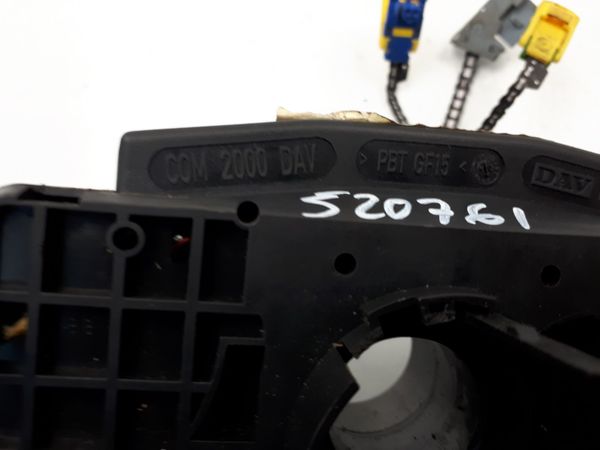 COM 2000 DAV
> PBT GF15 <
DAV
520761